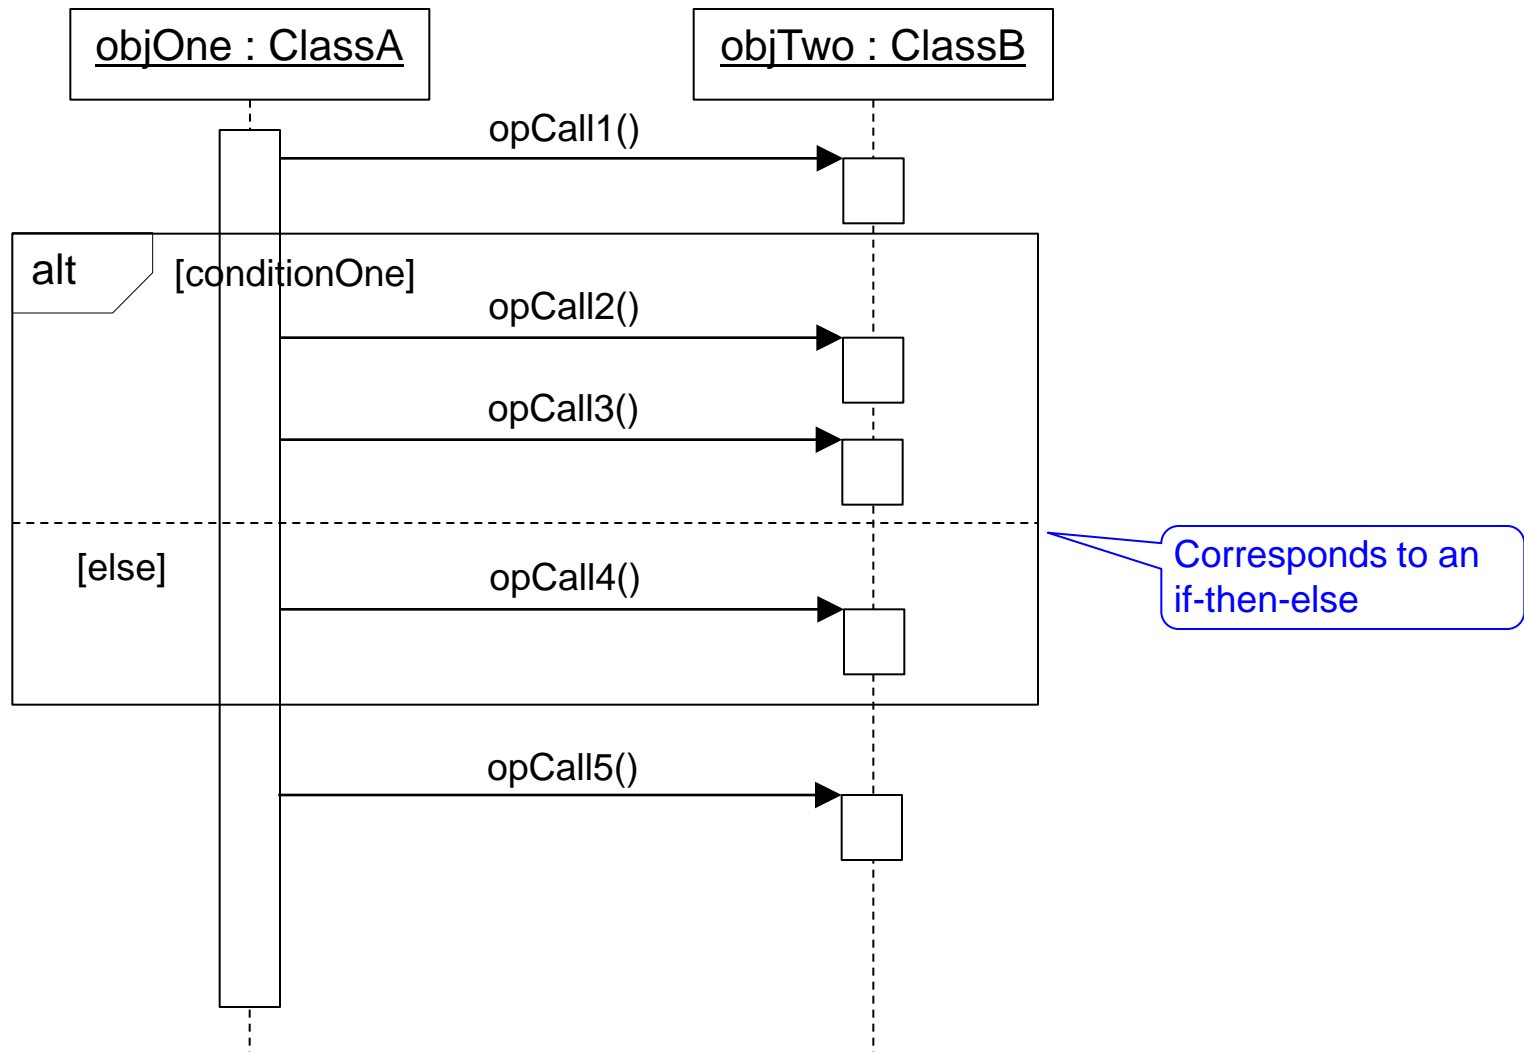 objOne : ClassA
objTwo : ClassB
opCall1()
alt
[conditionOne]
opCall2()
opCall3()
[else]
opCall4()
Corresponds to an
if-then-else
opCall5()